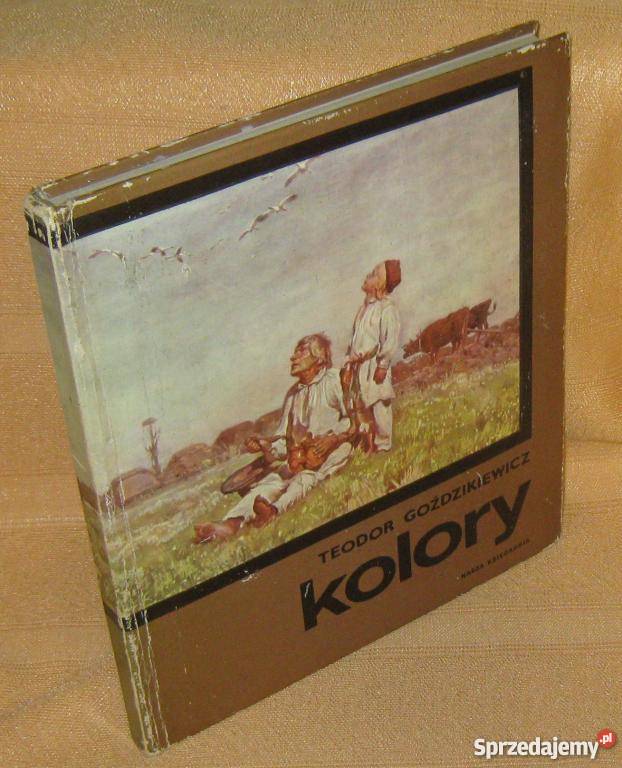 TEODOR GOŹDZIKIEWICZ
kolory
NASZA KSIĘGARNIA
Sprzedajemy.pl